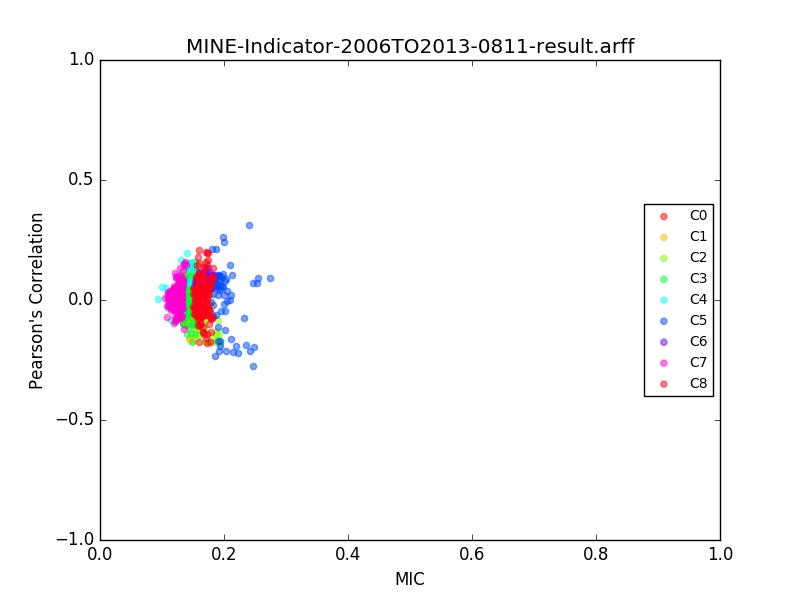 MINE-Indicator-2006TO2013-0811-result.arff
1.0
0.5
0.0
−0.5
−1.0
Pearson's Correlation
0.0 0.2 0.4 0.6 0.8 1.0
MIC
C0
C1
C2
C3
C4
C5
C6
C7
C8